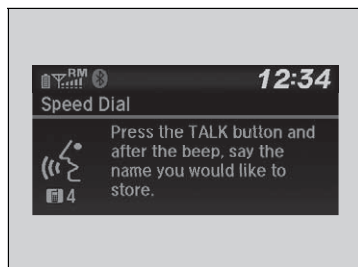 RM
12:34
Speed Dial
Press the TALK button and
after the beep, say the
name you would like to
store.
4